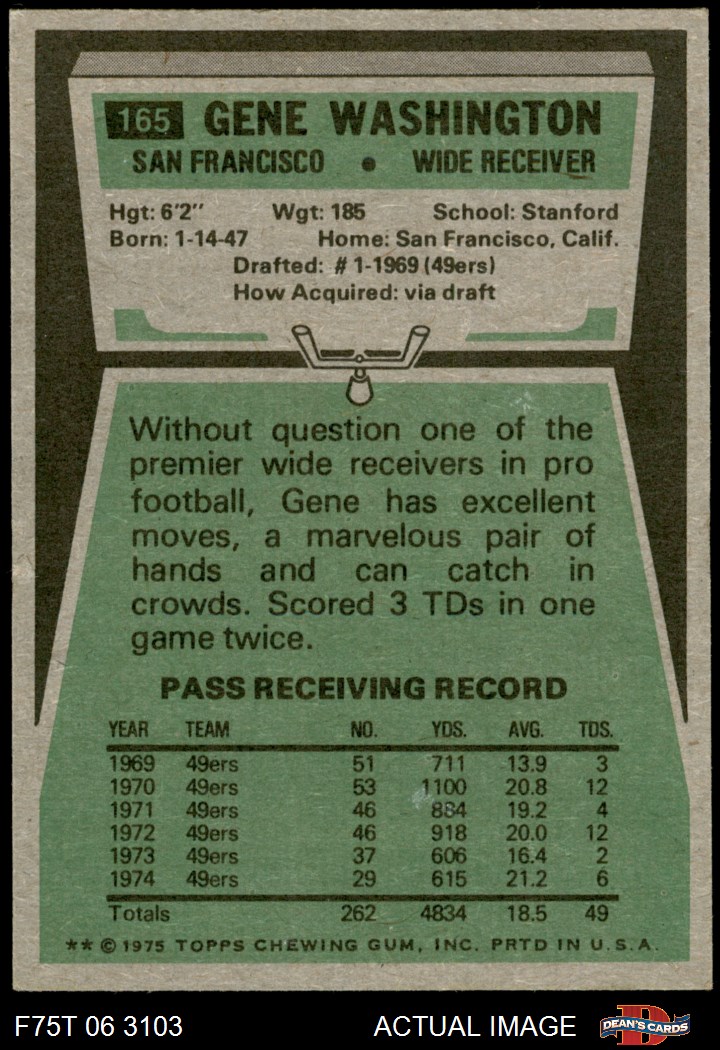 165 GENE WASHINGTON
SAN FRANCISCO • WIDE RECEIVER
Hgt: 6'2" Wgt: 185 School: Stanford
Born: 1-14-47 Home: San Francisco, Calif.
Drafted: #1-1969 (49ers)
How Acquired: via draft
Without question one of the
premier wide receivers in pro
football, Gene has excellent
moves, a marvelous pair of
hands and can catch in
crowds. Scored 3 TDs in one
game twice.
PASS RECEIVING RECORD
YEAR TEAM NO. YDS. AVG. TDS.
1969 49ers 51 711 13.9 3
1970 49ers 53 1100 20.8 12
1971 49ers 46 884 19.2 4
1972 49ers 46 918 20.0 12
1973 49ers 37 606 16.4 2
1974 49ers 29 615 21.2 6
Totals 262 4834 18.5 49
** © 1975 TOPPS CHEWING GUM, INC. PRTD IN U.S.A.
F75T 06 3103 ACTUAL IMAGE D DEAN'S CARDS